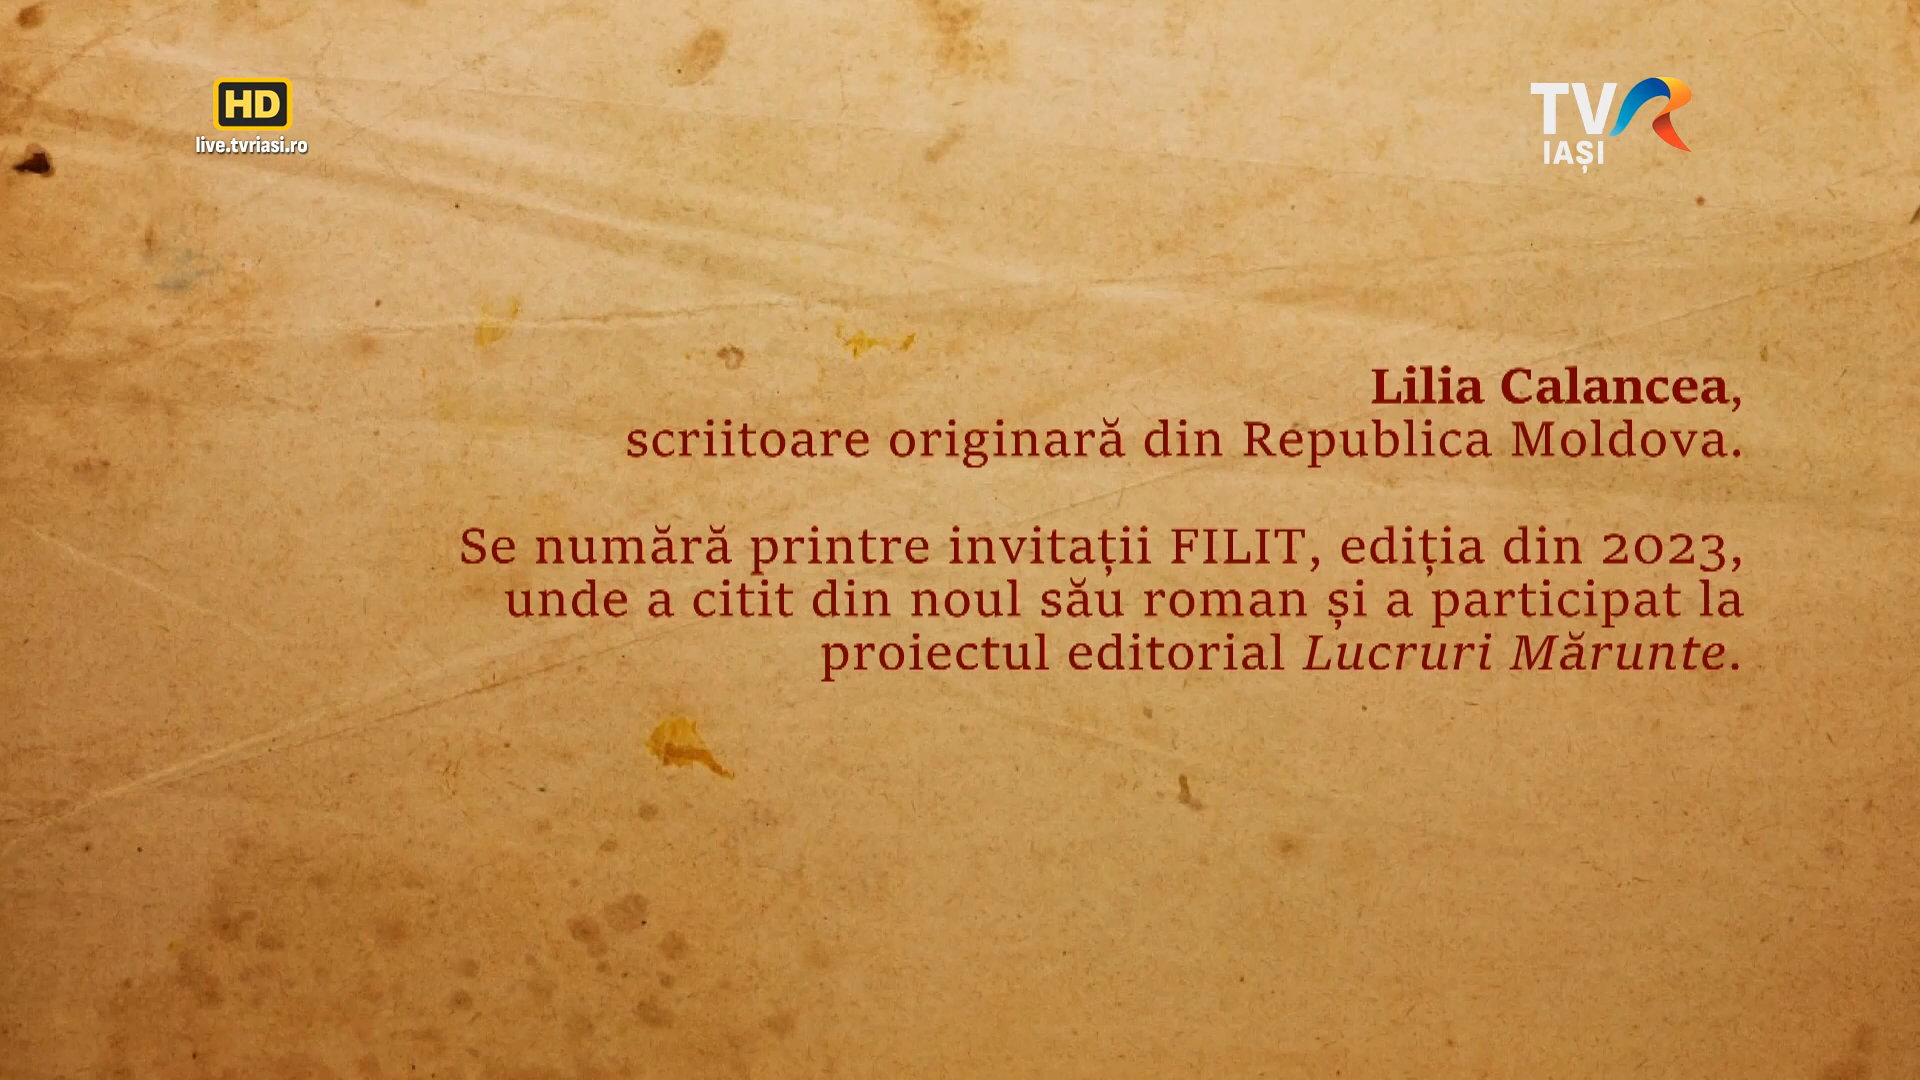 HD
live.tvriasi.ro
TVR
IAȘI
Lilia Calancea,
scriitoare originară din Republica Moldova.
Se numără printre invitații FILIT, ediția din 2023,
unde a citit din noul său roman și a participat la
proiectul editorial Lucruri Mărunte.